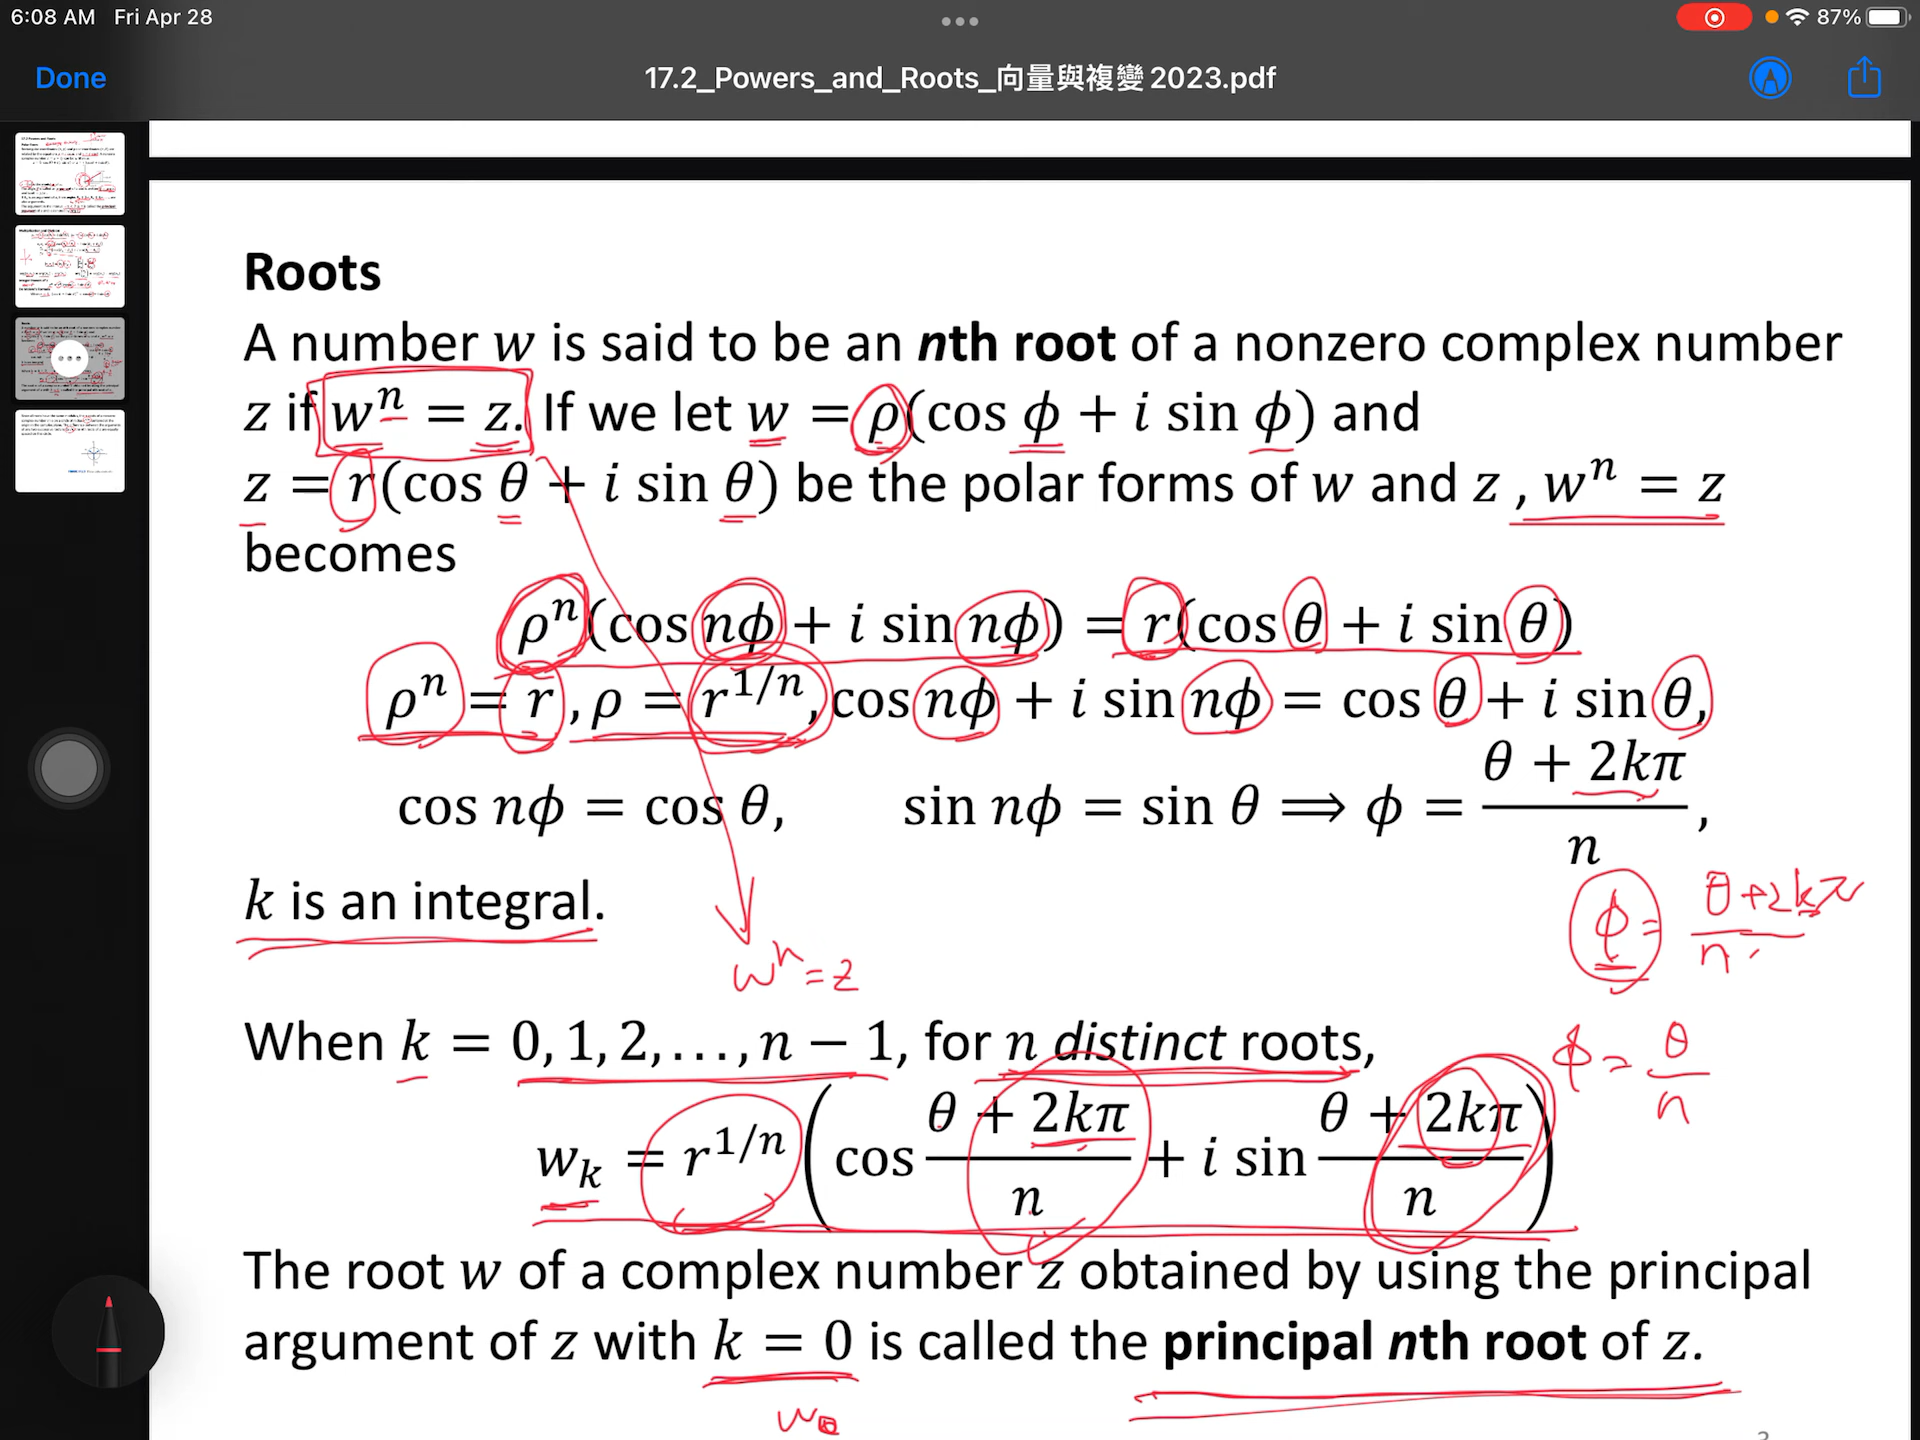 6:08 AM Fri Apr 28
87%
Done
17.2_Powers_and_Roots_向量與複變 2023.pdf
Roots
A number w is said to be an nth root of a nonzero complex number
z if wⁿ = z. If we let w = ρ(cos ϕ + i sin ϕ) and
z = r(cos θ + i sin θ) be the polar forms of w and z , wⁿ = z
becomes
ρⁿ(cos nϕ + i sin nϕ) = r(cos θ + i sin θ)
ρⁿ = r , ρ = r^{1/n}, cos nϕ + i sin nϕ = cos θ + i sin θ,
cos nϕ = cos θ, sin nϕ = sin θ ⟹ ϕ = (θ + 2kπ)/n,
k is an integral.
ϕ = (θ+2kπ)/n
wⁿ = z
When k = 0, 1, 2, . . . , n − 1, for n distinct roots,
ϕ = θ/n
w_k = r^{1/n} (cos (θ + 2kπ)/n + i sin (θ + 2kπ)/n)
The root w of a complex number z obtained by using the principal
argument of z with k = 0 is called the principal nth root of z.
w₀